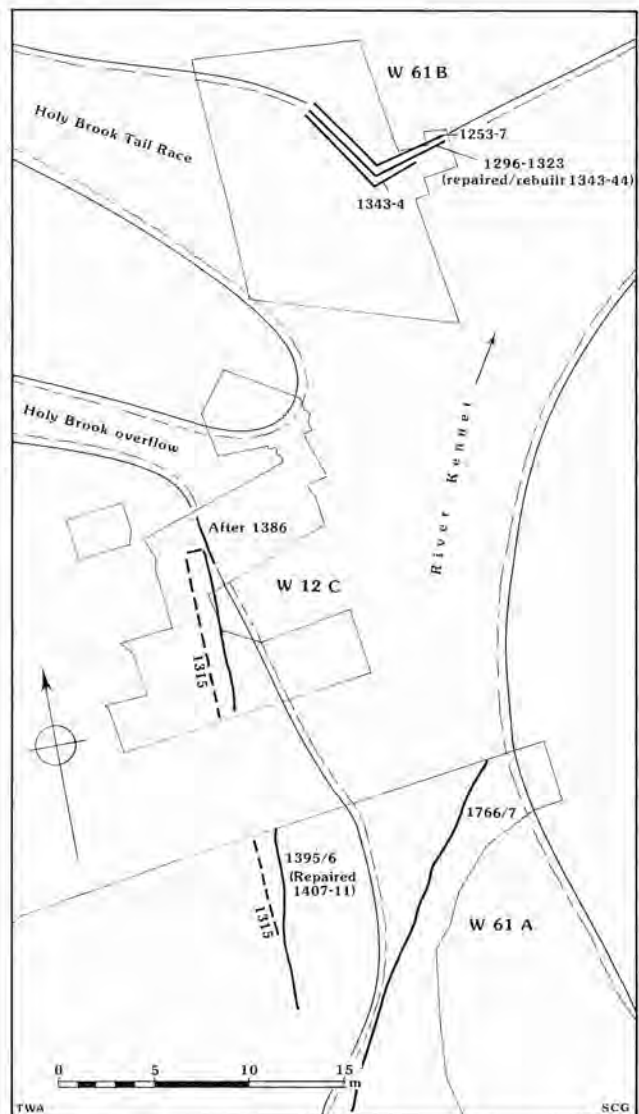 W 61B
Holy Brook Tail Race
1253-7
1296-1323
(repaired/rebuilt 1343-44)
1343-4
Holy Brook overflow
River Kennet
After 1386
W 12 C
1315
1766/7
1395/6
(Repaired
1407-11)
1315
W 61 A
0 5 10 15
m
TWA
SCG